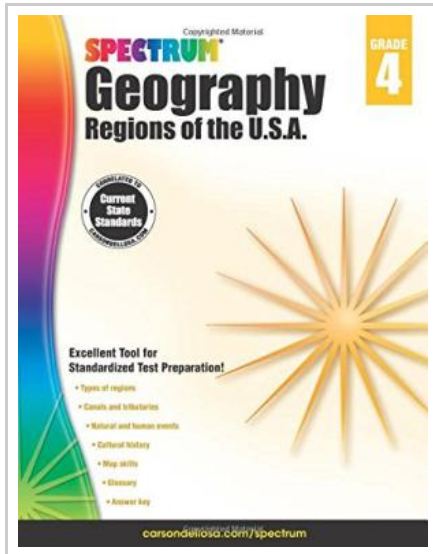 Copyrighted Material
SPECTRUM
GRADE
4
Geography
Regions of the U.S.A.
CORRELATED TO
Current
State
Standards
CARSONDELLOSA.COM
Excellent Tool for
Standardized Test Preparation!
• Types of regions
• Canals and tributaries
• Natural and human events
• Cultural history
• Map skills
• Glossary
• Answer key
Copyrighted Material
carsondellosa.com/spectrum